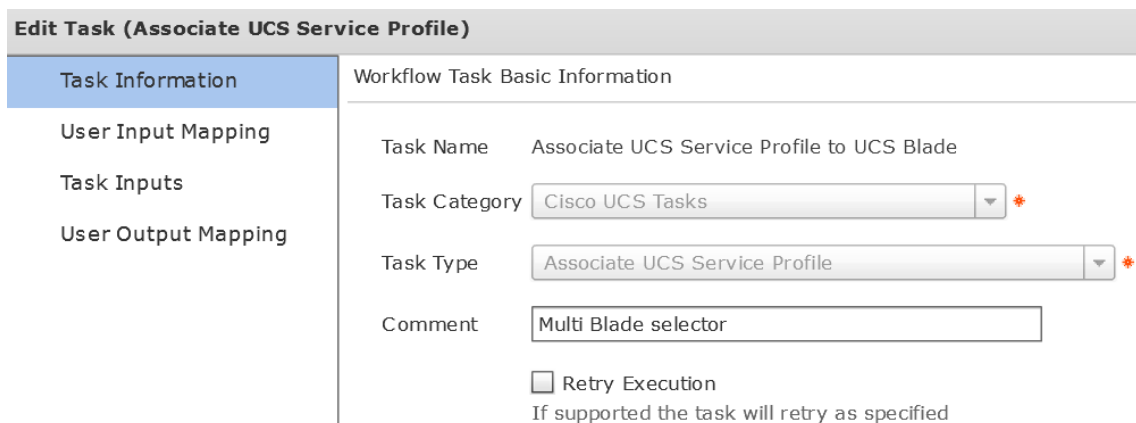 Edit Task (Associate UCS Service Profile)
Task Information
User Input Mapping
Task Inputs
User Output Mapping
Workflow Task Basic Information
Task Name Associate UCS Service Profile to UCS Blade
Task Category Cisco UCS Tasks *
Task Type Associate UCS Service Profile *
Comment Multi Blade selector
Retry Execution
If supported the task will retry as specified